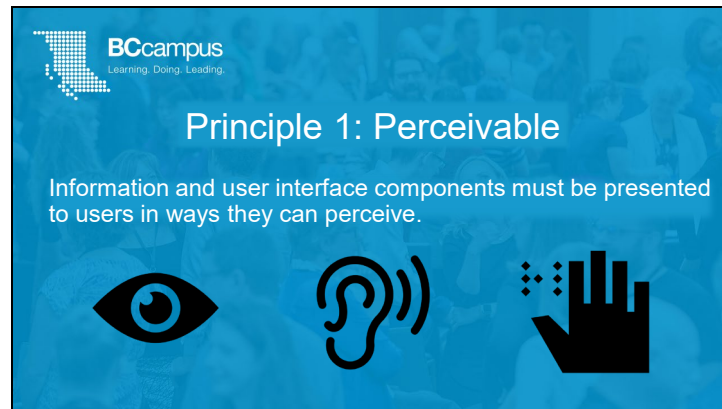 BCcampus
Learning. Doing. Leading.
Principle 1: Perceivable
Information and user interface components must be presented
to users in ways they can perceive.